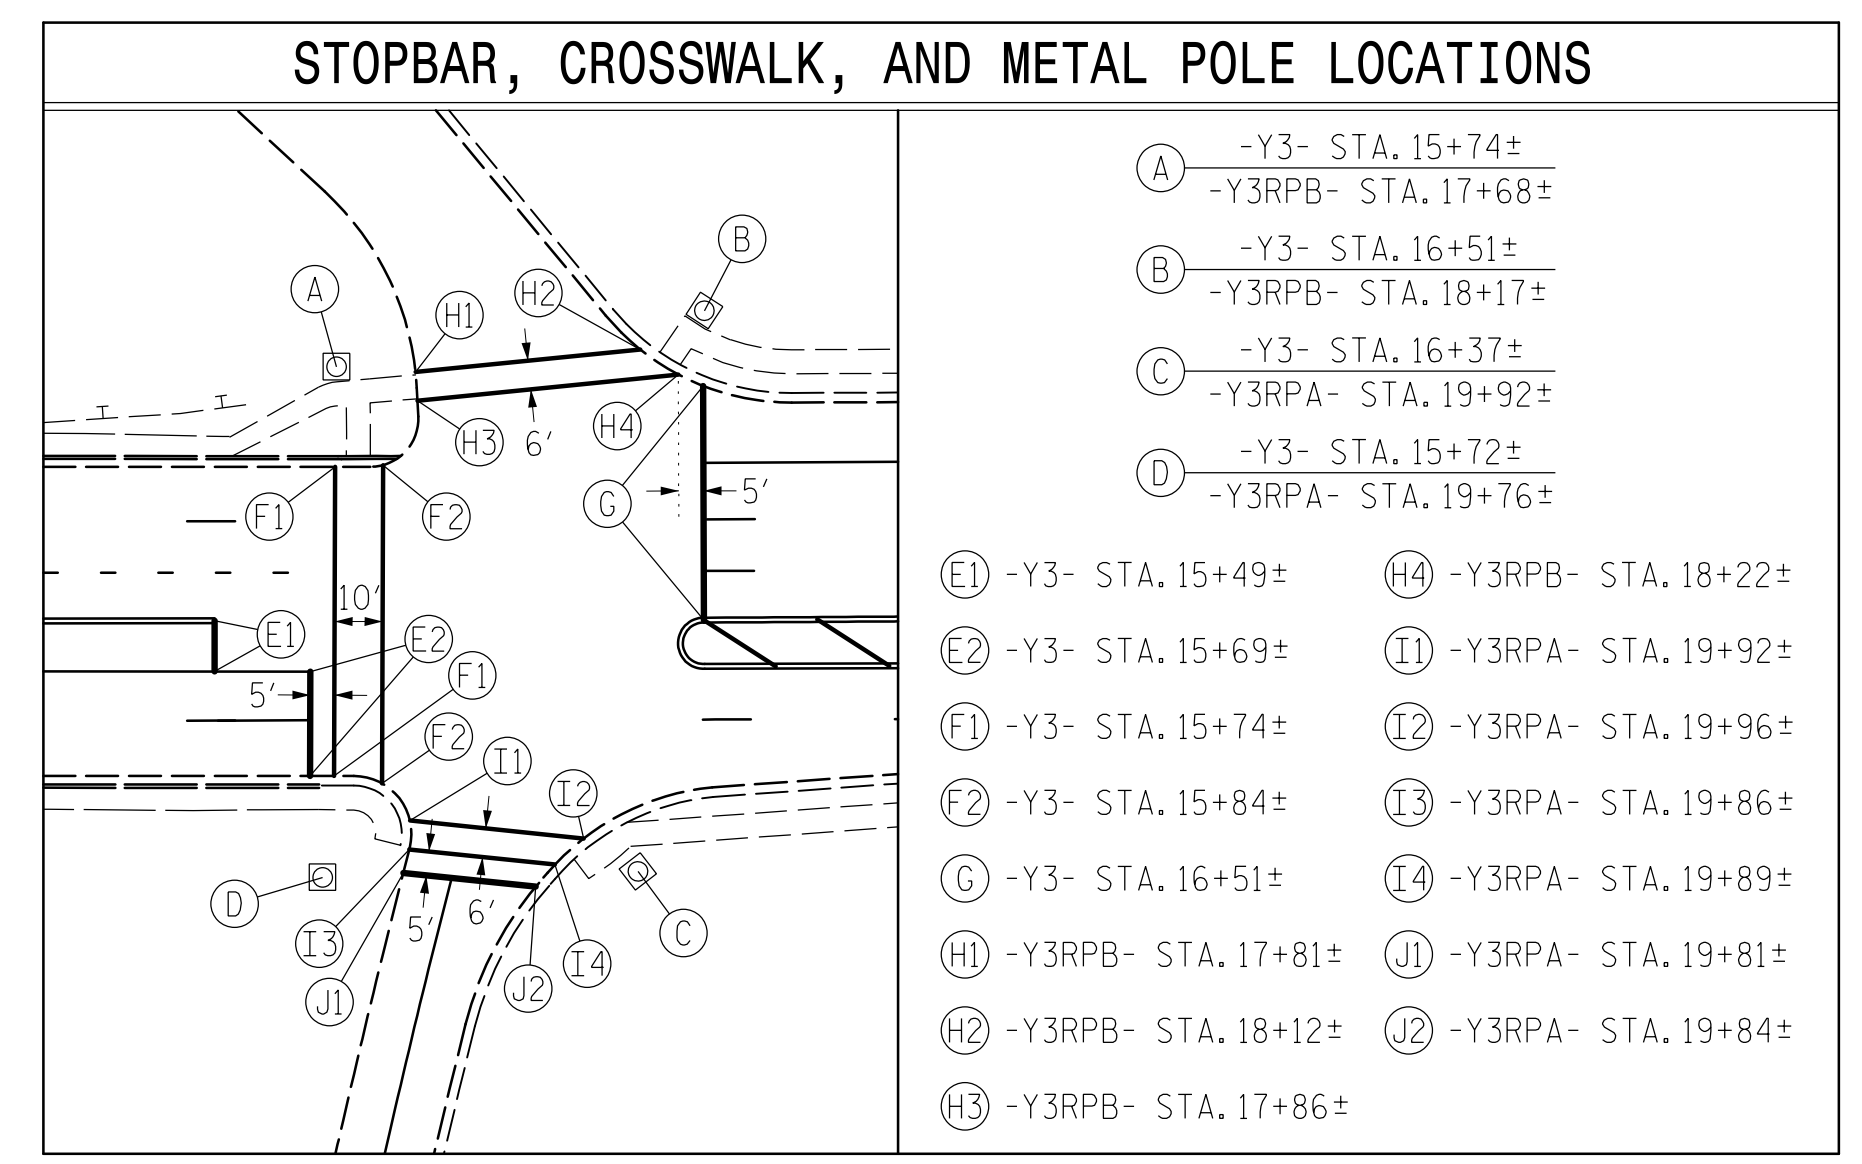 STOPBAR, CROSSWALK, AND METAL POLE LOCATIONS
B
A
H2
H1
H4
H3
6'
G
5'
F1
F2
10'
E1
E2
5'
F1
F2
I1
I2
D
5'
6'
C
I3
I4
J2
J1
A
-Y3- STA. 15+74±
-Y3RPB- STA. 17+68±
B
-Y3- STA. 16+51±
-Y3RPB- STA. 18+17±
C
-Y3- STA. 16+37±
-Y3RPA- STA. 19+92±
D
-Y3- STA. 15+72±
-Y3RPA- STA. 19+76±
E1 -Y3- STA. 15+49±
E2 -Y3- STA. 15+69±
F1 -Y3- STA. 15+74±
F2 -Y3- STA. 15+84±
G -Y3- STA. 16+51±
H1 -Y3RPB- STA. 17+81±
H2 -Y3RPB- STA. 18+12±
H3 -Y3RPB- STA. 17+86±
H4 -Y3RPB- STA. 18+22±
I1 -Y3RPA- STA. 19+92±
I2 -Y3RPA- STA. 19+96±
I3 -Y3RPA- STA. 19+86±
I4 -Y3RPA- STA. 19+89±
J1 -Y3RPA- STA. 19+81±
J2 -Y3RPA- STA. 19+84±